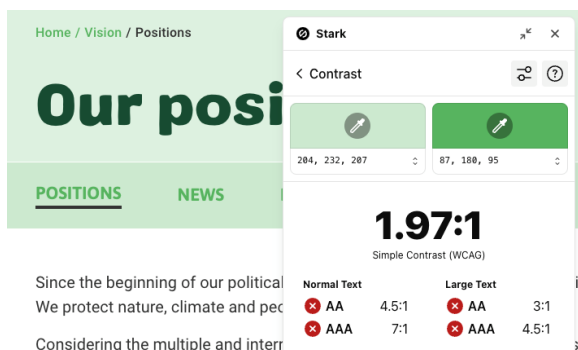 Home / Vision / Positions
Our posi
POSITIONS
NEWS
Since the beginning of our political
We protect nature, climate and peo
Considering the multiple and interr
Stark
Contrast
204, 232, 207
87, 180, 95
1.97:1
Simple Contrast (WCAG)
Normal Text
Large Text
AA 4.5:1
AA 3:1
AAA 7:1
AAA 4.5:1